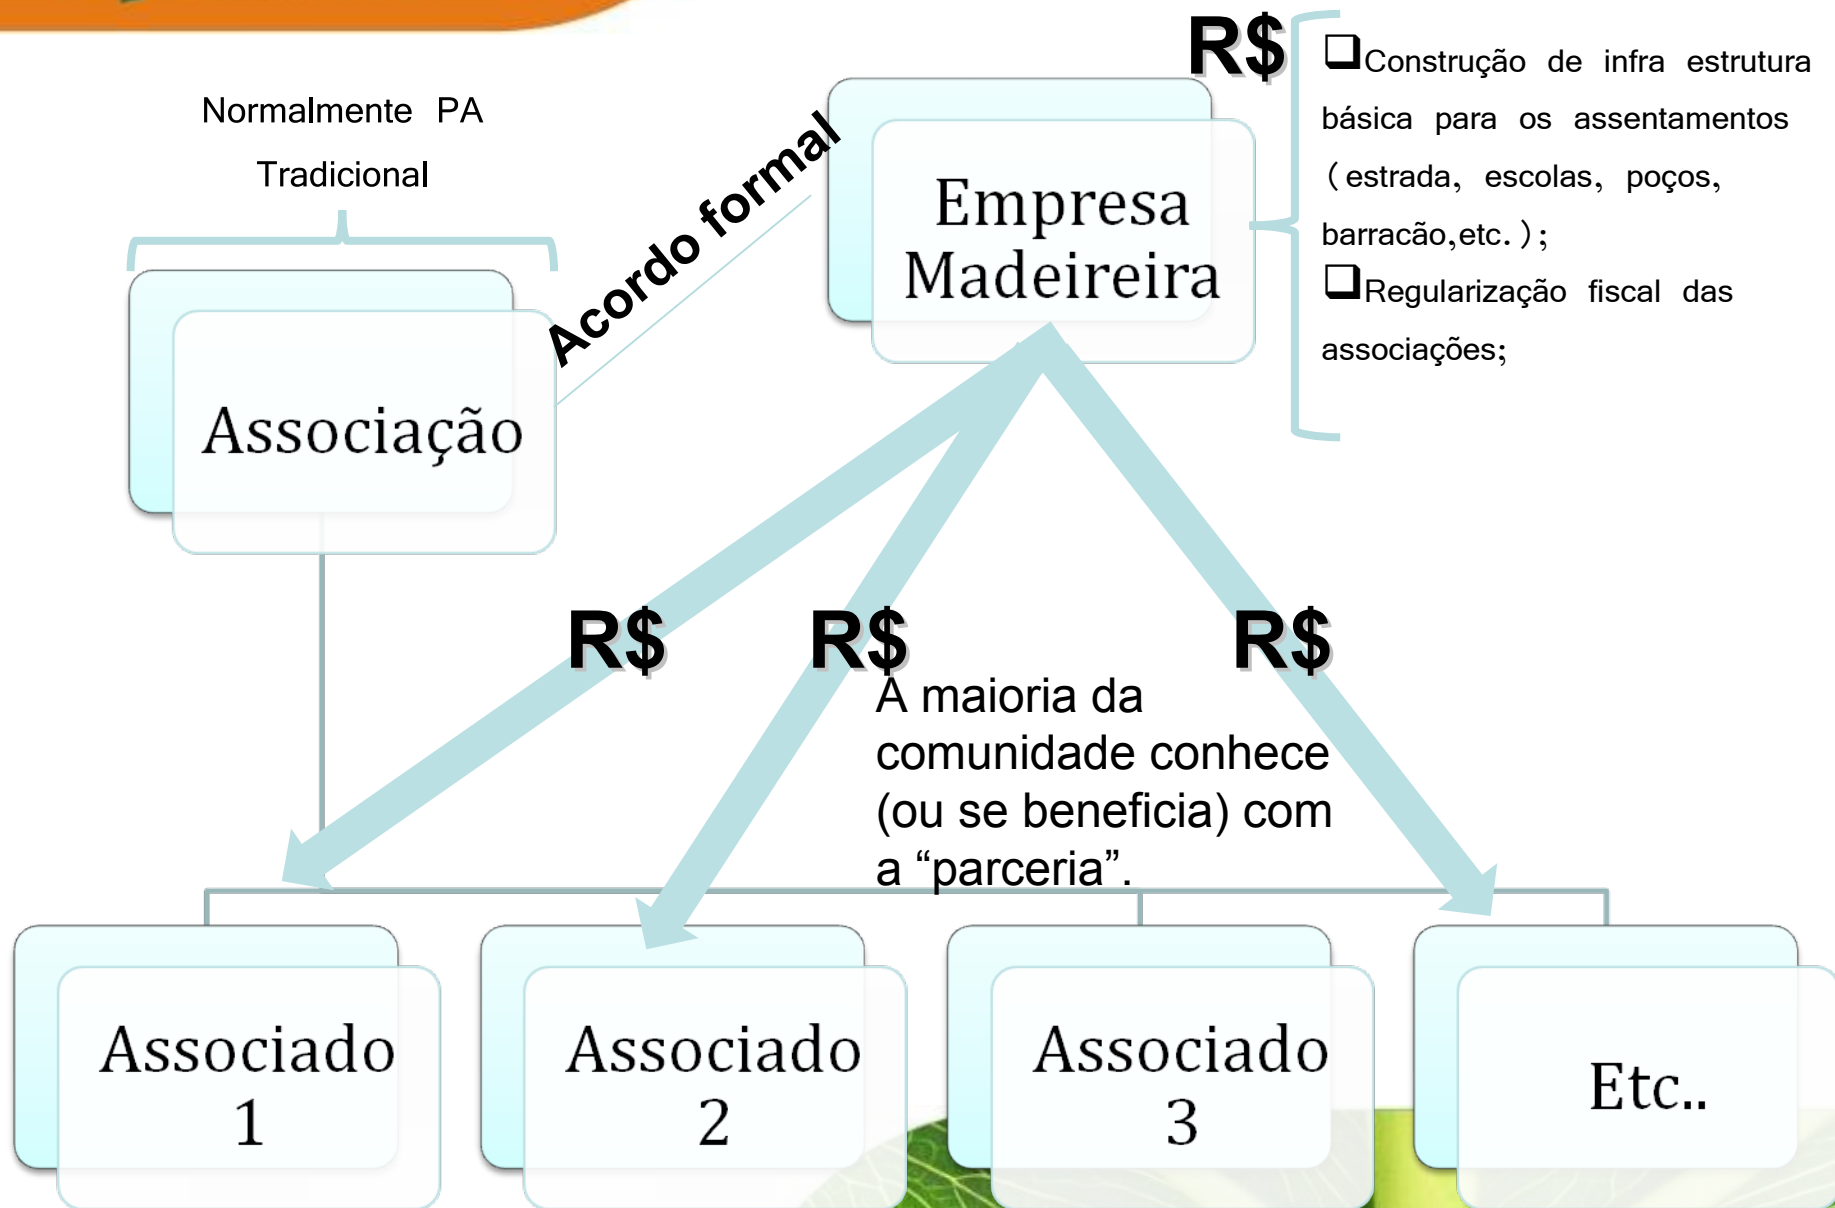 Normalmente PA
Tradicional
Associação
Acordo formal
Empresa
Madeireira
R$
❑Construção de infra estrutura
básica para os assentamentos
(estrada, escolas, poços,
barracão,etc.);
❑Regularização fiscal das
associações;
R$
R$
R$
A maioria da
comunidade conhece
(ou se beneficia) com
a “parceria”.
Associado
1
Associado
2
Associado
3
Etc..